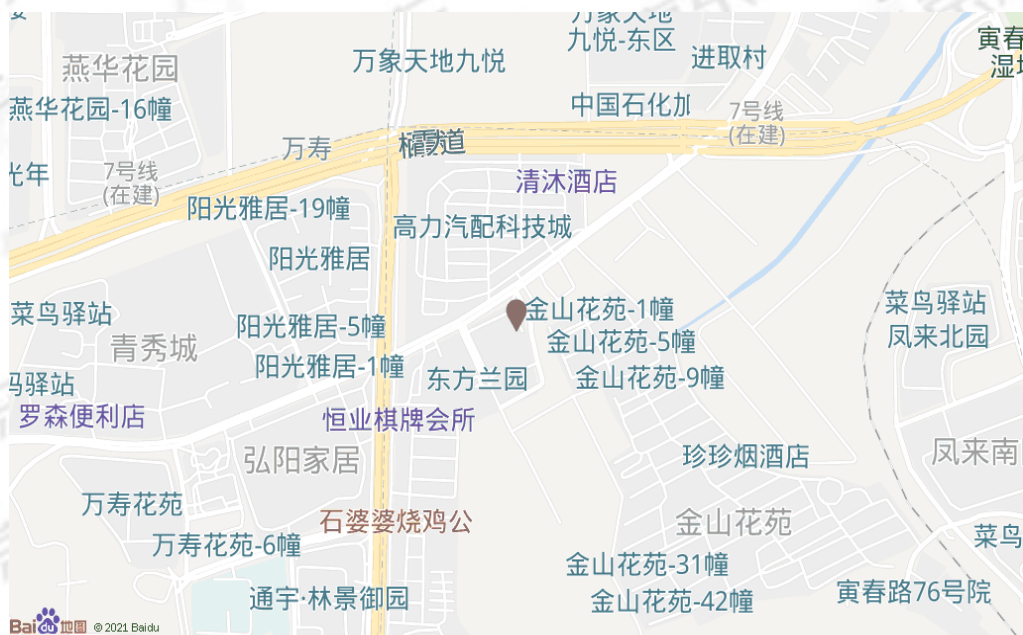 万象天地
九悦-东区
寅春
湿地
燕华花园
万象天地九悦
进取村
燕华花园-16幢
中国石化加
7号线
(在建)
万寿
清沐酒店
光年
7号线
(在建)
阳光雅居-19幢
高力汽配科技城
阳光雅居
菜鸟驿站
阳光雅居-5幢
金山花苑-1幢
菜鸟驿站
凤来北园
青秀城
金山花苑-5幢
阳光雅居-1幢
东方兰园
金山花苑-9幢
驿站
罗森便利店
恒业棋牌会所
弘阳家居
珍珍烟酒店
凤来南
万寿花苑
石婆婆烧鸡公
金山花苑
万寿花苑-6幢
菜鸟
金山花苑-31幢
通宇·林景御园
金山花苑-42幢
寅春路76号院
Bai du 地图 © 2021 Baidu